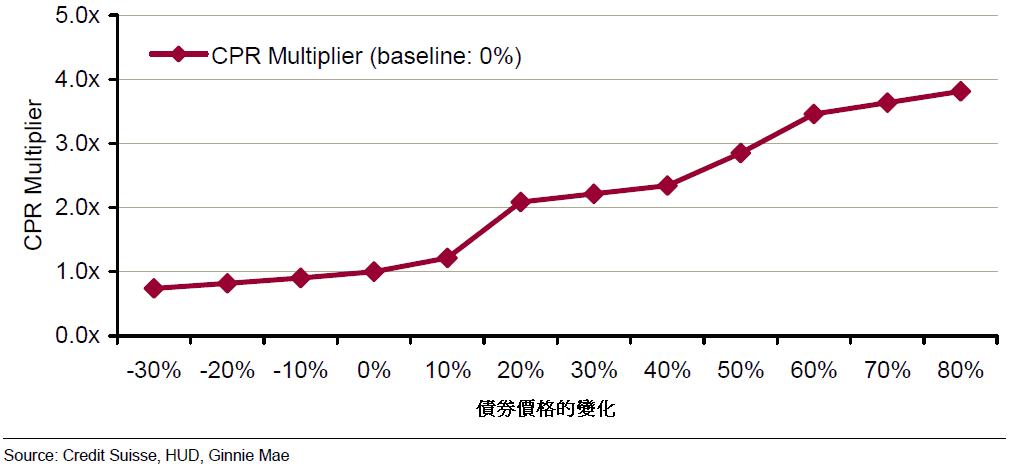 5.0x
CPR Multiplier (baseline: 0%)
4.0x
3.0x
2.0x
1.0x
0.0x
CPR Multiplier
-30% -20% -10% 0% 10% 20% 30% 40% 50% 60% 70% 80%
債券價格的變化
Source: Credit Suisse, HUD, Ginnie Mae